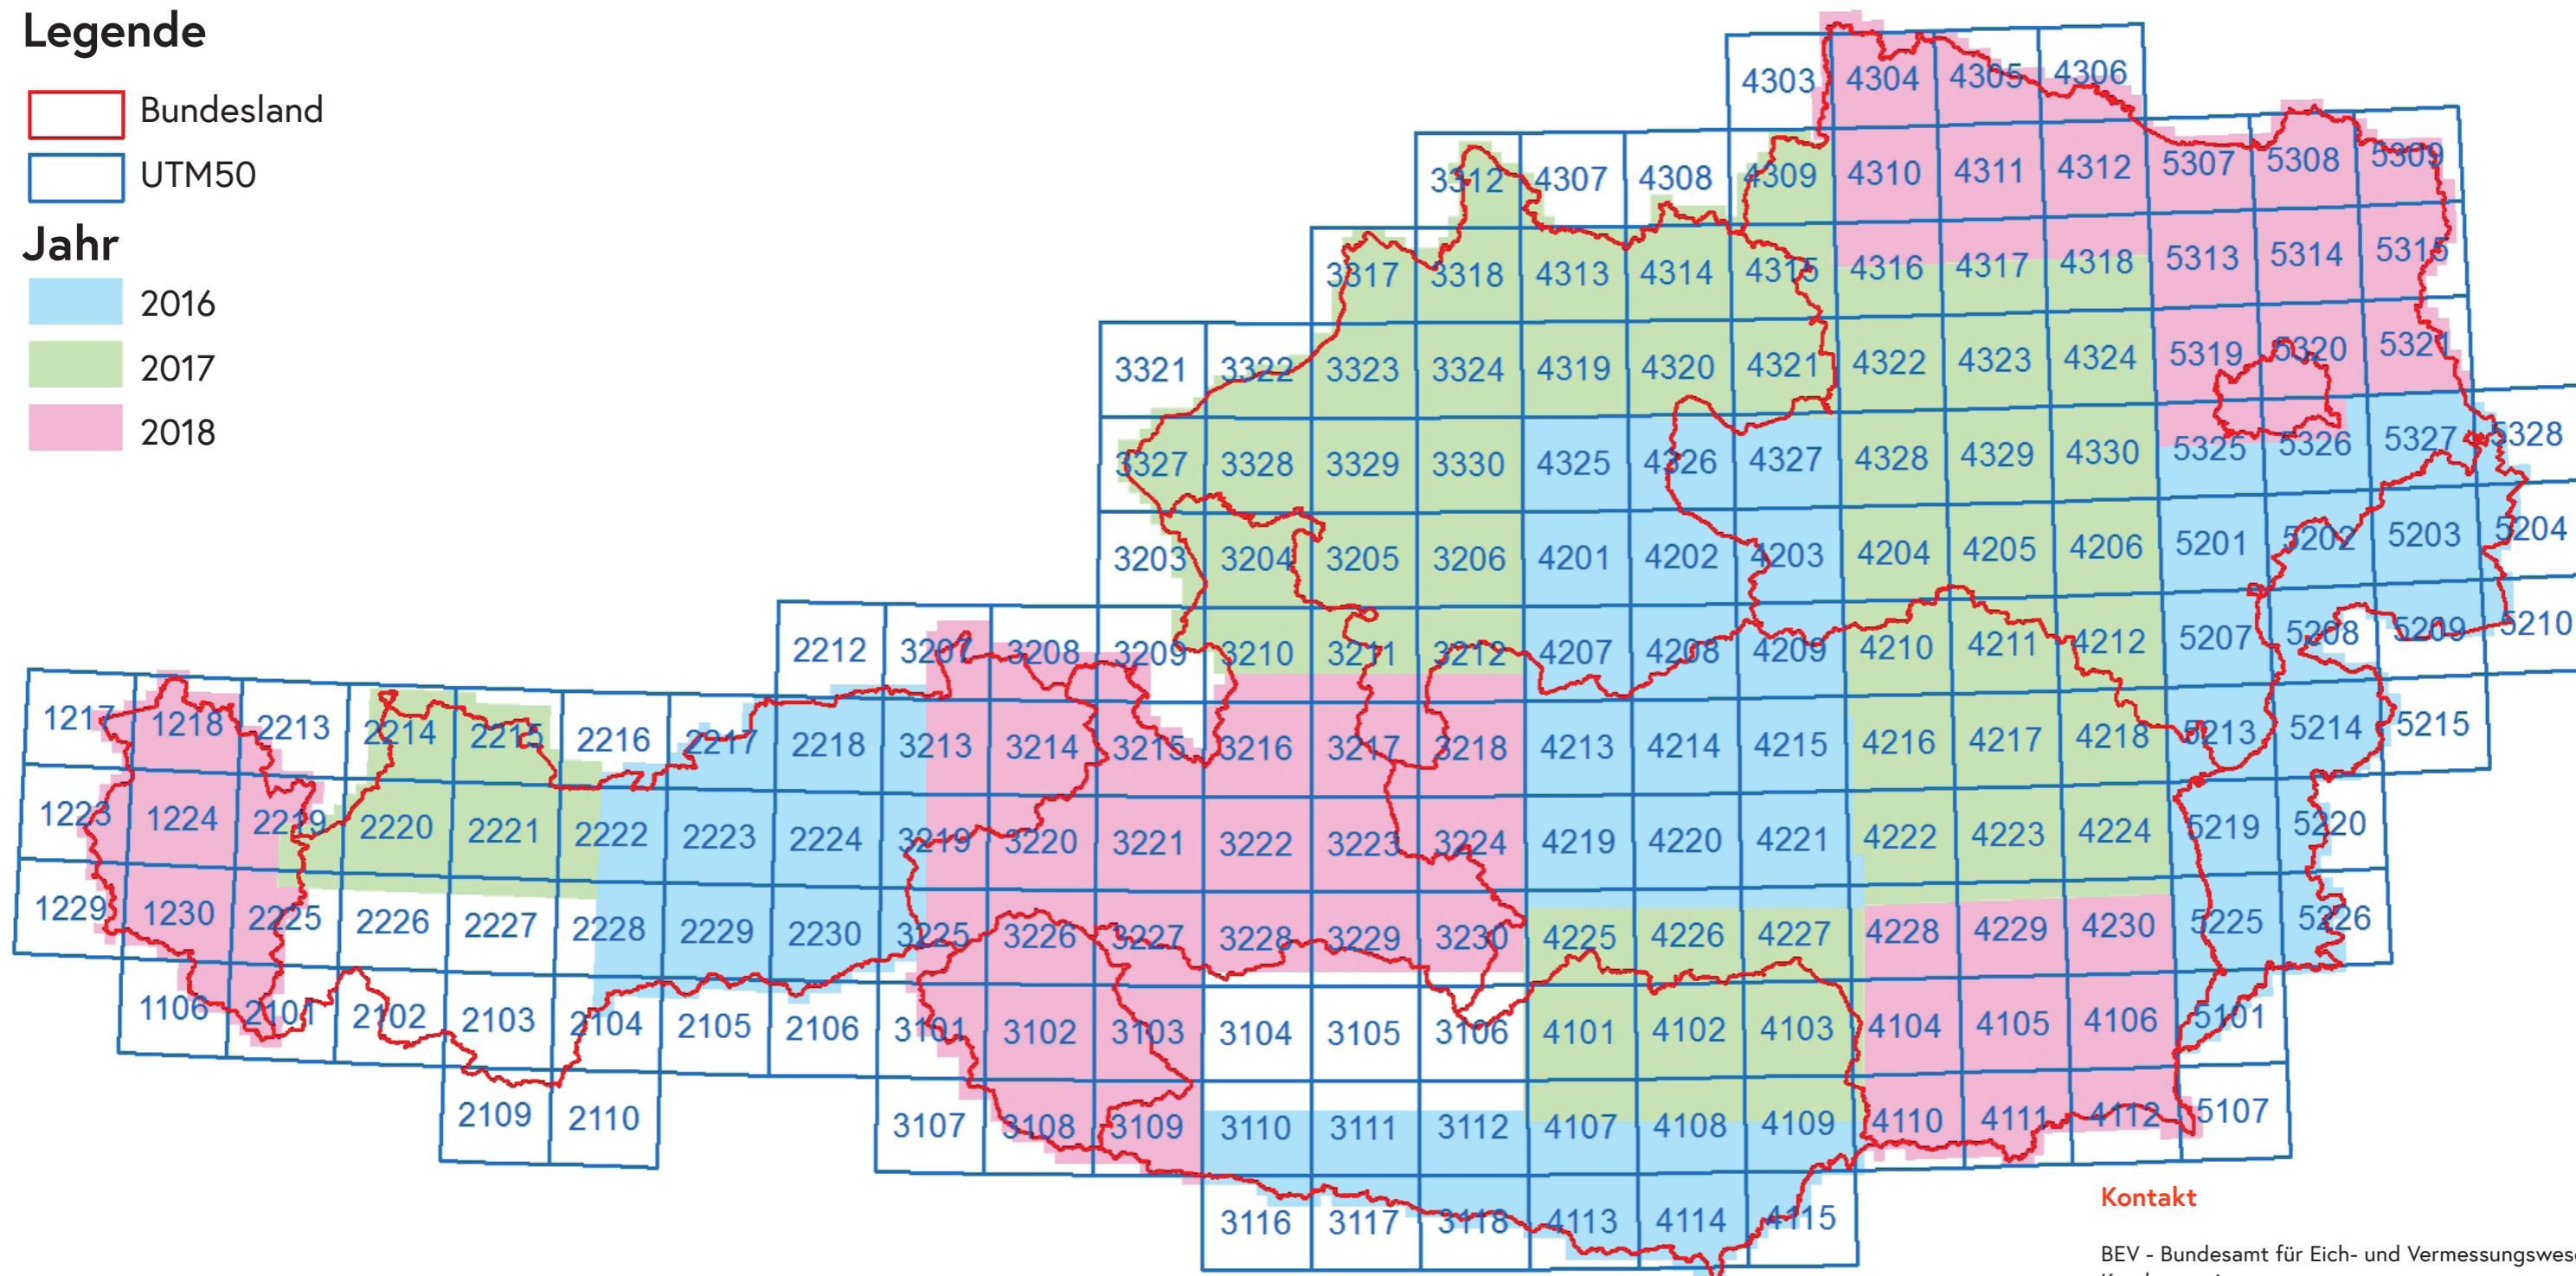 Legende
Bundesland
UTM50
Jahr
2016
2017
2018
4303 4304 4305 4306
3312 4307 4308 4309 4310 4311 4312 5307 5308 5309
3317 3318 4313 4314 4315 4316 4317 4318 5313 5314 5315
3321 3322 3323 3324 4319 4320 4321 4322 4323 4324 5319 5320 5321
3327 3328 3329 3330 4325 4326 4327 4328 4329 4330 5325 5326 5327 5328
3203 3204 3205 3206 4201 4202 4203 4204 4205 4206 5201 5202 5203 5204
2212 3207 3208 3209 3210 3211 3212 4207 4208 4209 4210 4211 4212 5207 5208 5209 5210
1217 1218 2213 2214 2215 2216 2217 2218 3213 3214 3215 3216 3217 3218 4213 4214 4215 4216 4217 4218 5213 5214 5215
1223 1224 2219 2220 2221 2222 2223 2224 3219 3220 3221 3222 3223 3224 4219 4220 4221 4222 4223 4224 5219 5220
1229 1230 2225 2226 2227 2228 2229 2230 3225 3226 3227 3228 3229 3230 4225 4226 4227 4228 4229 4230 5225 5226
1106 2101 2102 2103 2104 2105 2106 3101 3102 3103 3104 3105 3106 4101 4102 4103 4104 4105 4106 5101
2109 2110 3107 3108 3109 3110 3111 3112 4107 4108 4109 4110 4111 4112 5107
3116 3117 3118 4113 4114 4115
Kontakt
BEV - Bundesamt für Eich- und Vermessungswese